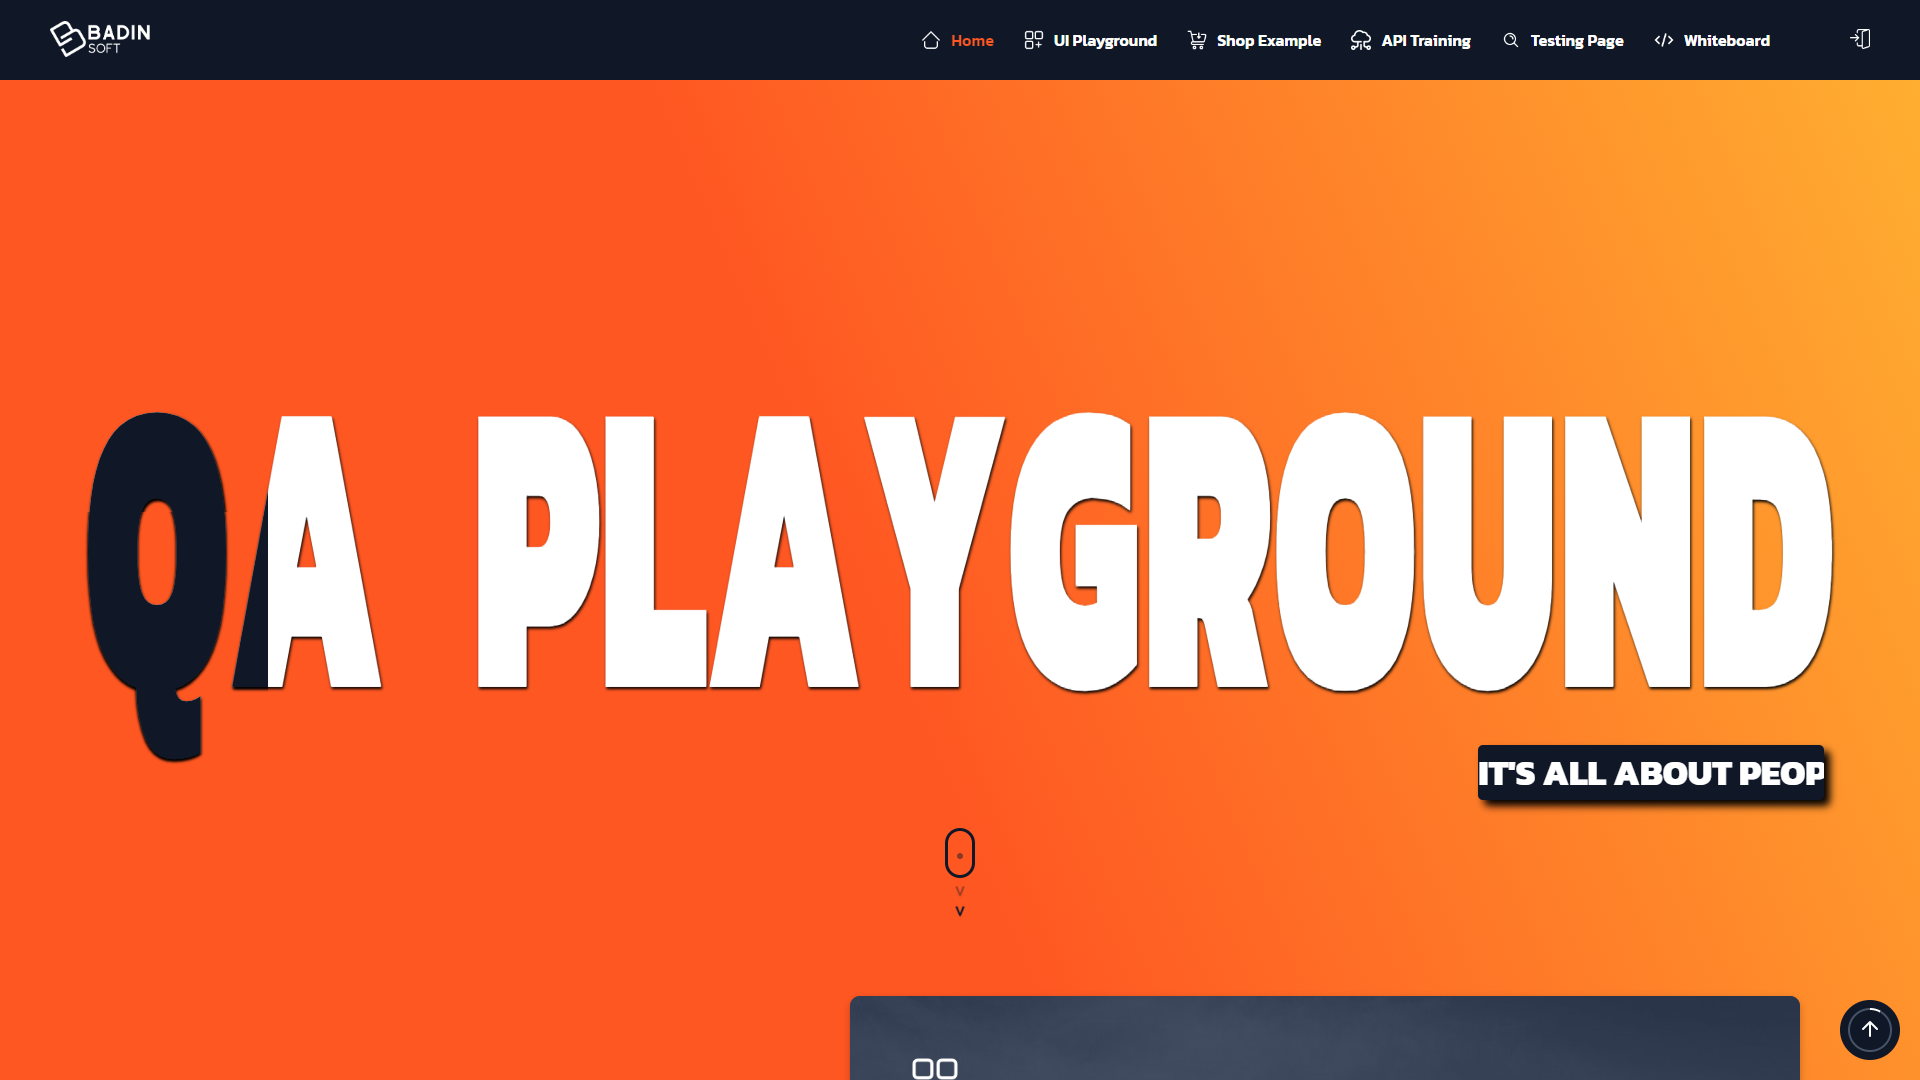 BADIN
SOFT
Home
UI Playground
Shop Example
API Training
Testing Page
Whiteboard
QA PLAYGROUND
IT'S ALL ABOUT PEOP